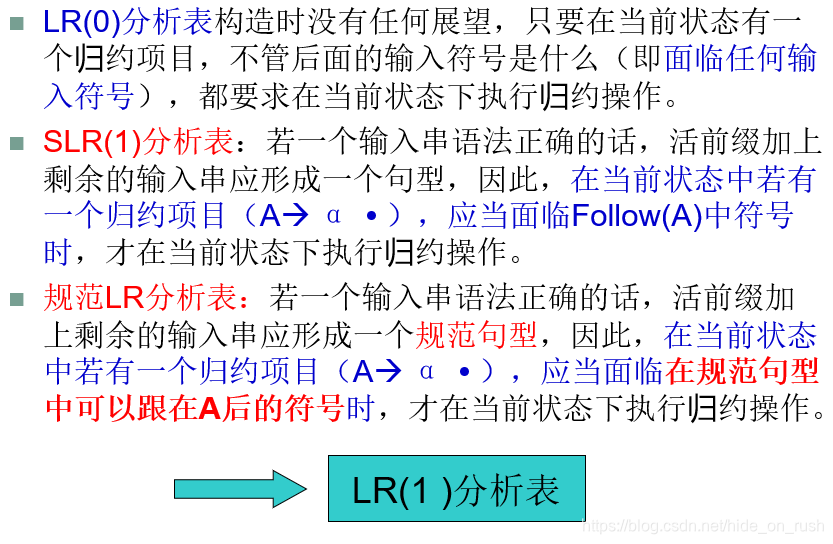 LR(0)分析表构造时没有任何展望，只要在当前状态有一
个归约项目，不管后面的输入符号是什么（即面临任何输
入符号），都要求在当前状态下执行归约操作。
SLR(1)分析表：若一个输入串语法正确的话，活前缀加上
剩余的输入串应形成一个句型，因此，在当前状态中若有
一个归约项目（A→ α •），应当面临Follow(A)中符号
时，才在当前状态下执行归约操作。
规范LR分析表：若一个输入串语法正确的话，活前缀加
上剩余的输入串应形成一个规范句型，因此，在当前状态
中若有一个归约项目（A→ α •），应当面临在规范句型
中可以跟在A后的符号时，才在当前状态下执行归约操作。
LR(1 )分析表
https://blog.csdn.net/hide_on_rush